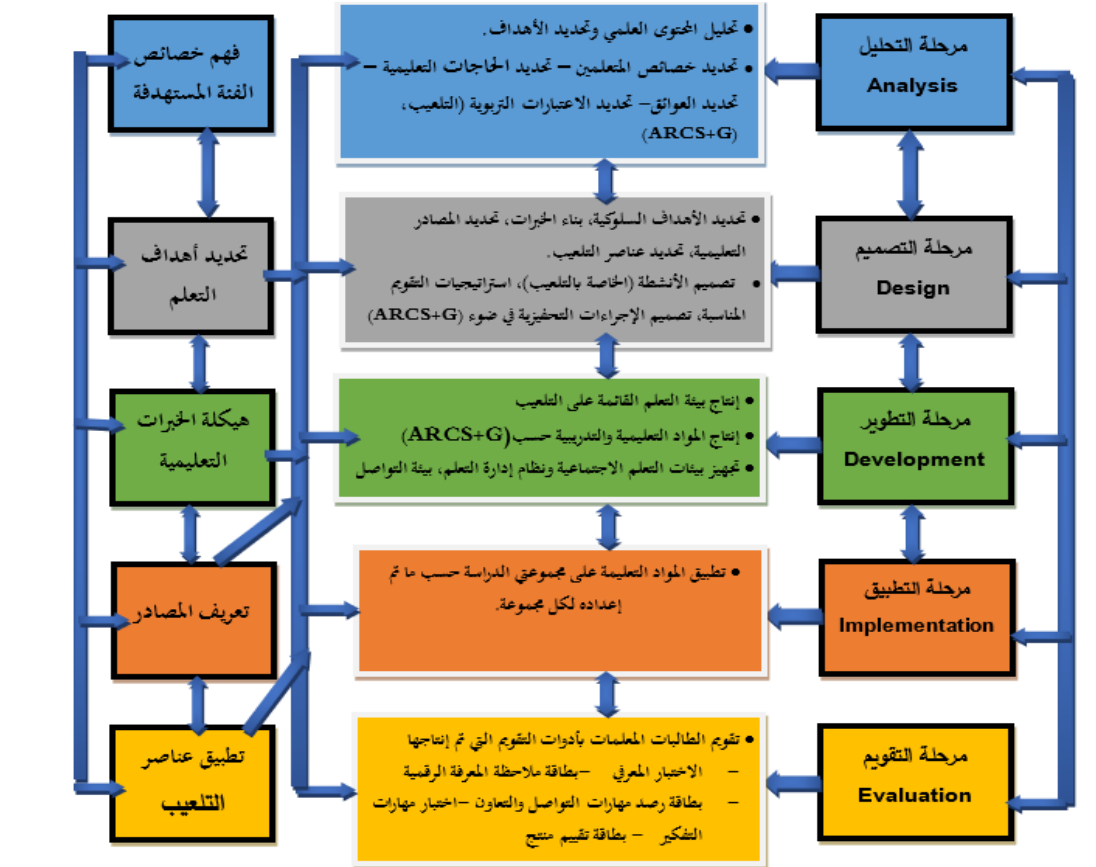 مرحلة التحليل
Analysis
• تحليل المحتوى العلمي وتحديد الأهداف.
• تحديد خصائص المتعلمين – تحديد الحاجات التعليمية –
تحديد العوائق– تحديد الاعتبارات التربوية (التلعيب،
(ARCS+G)
فهم خصائص
الفئة المستهدفة
مرحلة التصميم
Design
• تحديد الأهداف السلوكية، بناء الخبرات، تحديد المصادر
التعليمية، تحديد عناصر التلعيب.
• تصميم الأنشطة (الخاصة بالتلعيب)، استراتيجيات التقويم
المناسبة، تصميم الإجراءات التحفيزية في ضوء (ARCS+G)
تحديد أهداف
التعلم
مرحلة التطوير
Development
• إنتاج بيئة التعلم القائمة على التلعيب
• إنتاج المواد التعليمية والتدريبية حسب(ARCS+G)
• تجهيز بيئات التعلم الاجتماعية ونظام إدارة التعلم، بيئة التواصل
هيكلة الخبرات
التعليمية
مرحلة التطبيق
Implementation
• تطبيق المواد التعليمة على مجموعتي الدراسة حسب ما تم
إعداده لكل مجموعة.
تعريف المصادر
مرحلة التقويم
Evaluation
• تقويم الطالبات المعلمات بأدوات التقويم التي تم إنتاجها
– الاختبار المعرفي –بطاقة ملاحظة المعرفة الرقمية
– بطاقة رصد مهارات التواصل والتعاون –اختبار مهارات
التفكير – بطاقة تقييم منتج
تطبيق عناصر
التلعيب